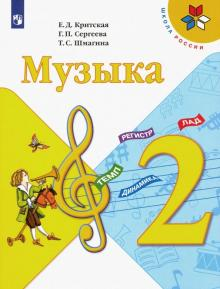 Е. Д. Критская
Г. П. Сергеева
Т. С. Шмагина
ШКОЛА РОССИИ
Музыка
РЕГИСТР
ЛАД
ТЕМП
ДИНАМИКА
2